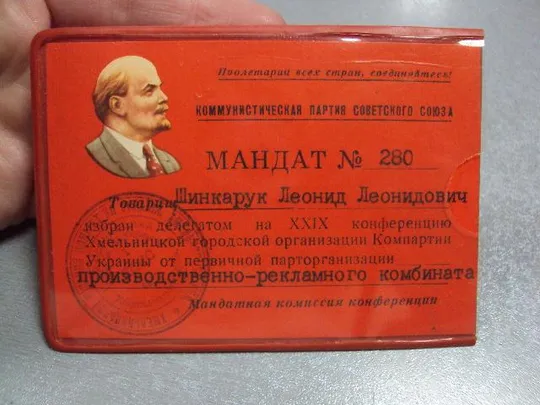 Пролетарии всех стран, соединяйтесь!
КОММУНИСТИЧЕСКАЯ ПАРТИЯ СОВЕТСКОГО СОЮЗА
МАНДАТ № 280
Товарищ Шинкарук Леонид Леонидович
избран делегатом на XXIX конференцию
Хмельницкой городской организации Компартии
Украины от первичной парторганизации
производственно-рекламного комбината
Мандатная комиссия конференции